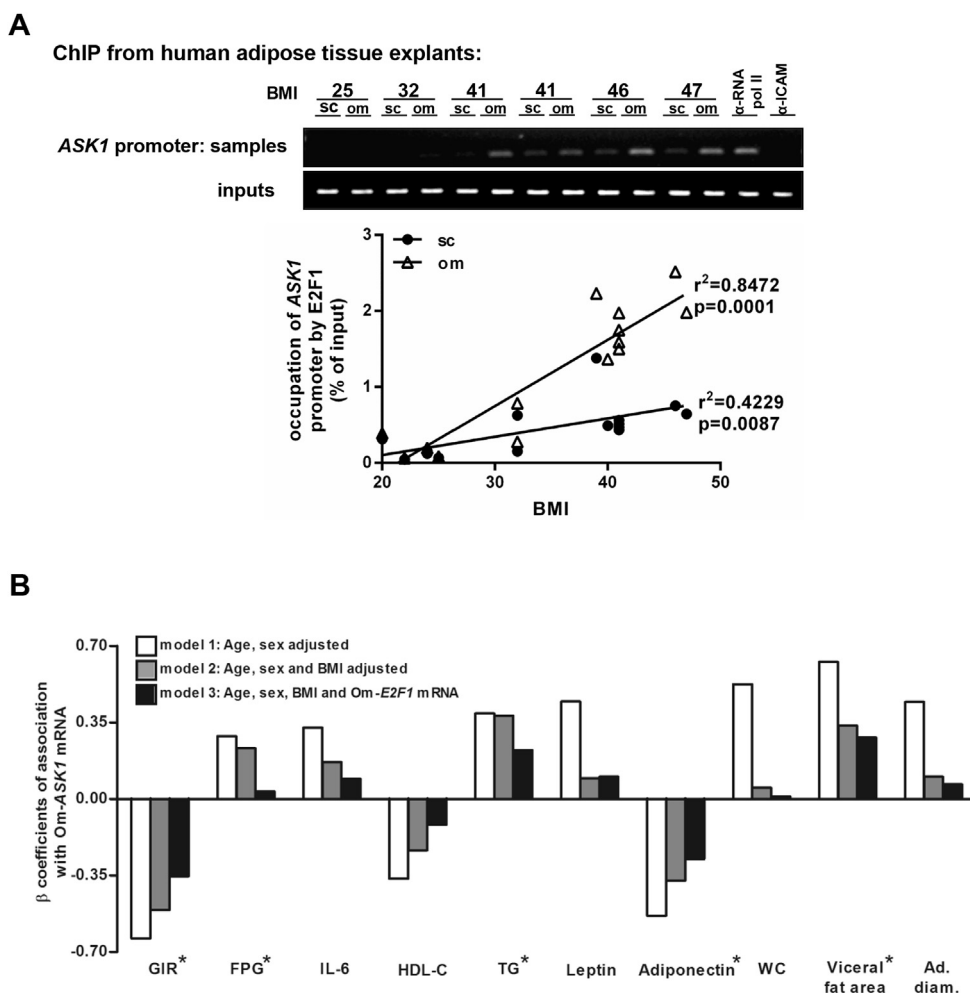 A
ChIP from human adipose tissue explants:
BMI 25 32 41 41 46 47 α-RNA pol II α-ICAM
sc om sc om sc om sc om sc om sc om
ASK1 promoter: samples
inputs
occupation of ASK1
promoter by E2F1
(% of input)
3
2
1
0
sc
om
r²=0.8472
p=0.0001
r²=0.4229
p=0.0087
20 30 40 50
BMI
B
β coefficients of association
with Om-ASK1 mRNA
0.70
0.35
0.00
-0.35
-0.70
model 1: Age, sex adjusted
model 2: Age, sex and BMI adjusted
model 3: Age, sex, BMI and Om-E2F1 mRNA
GIR* FPG* IL-6 HDL-C TG* Leptin Adiponectin* WC Viceral* Ad.
fat area diam.